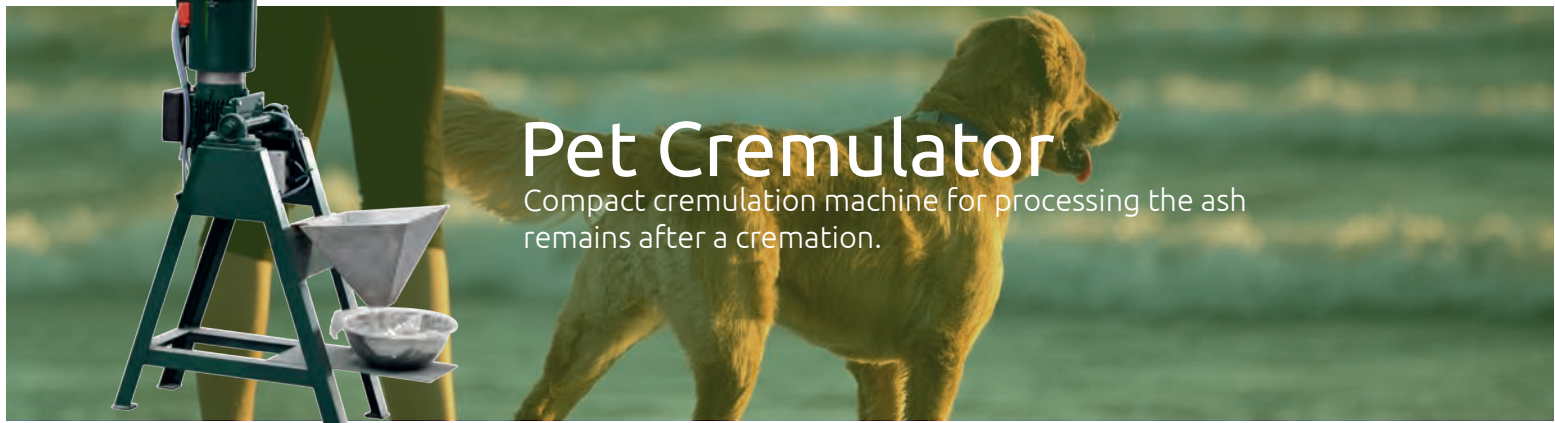 Pet Cremulator
Compact cremulation machine for processing the ash
remains after a cremation.